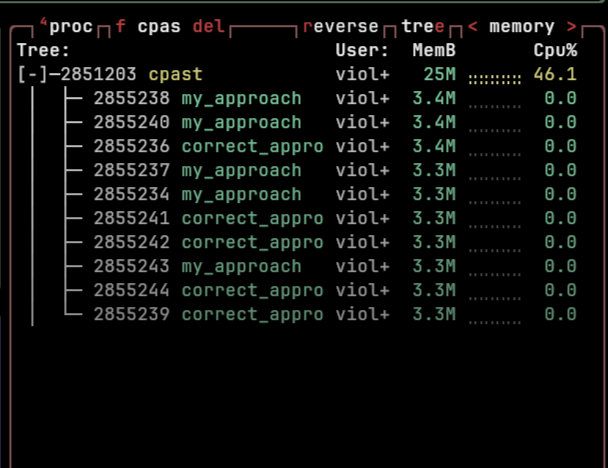 ⁴proc f cpas del reverse tree < memory >
Tree: User: MemB Cpu%
[-]─2851203 cpast viol+ 25M 46.1
├─ 2855238 my_approach viol+ 3.4M 0.0
├─ 2855240 my_approach viol+ 3.4M 0.0
├─ 2855236 correct_appro viol+ 3.4M 0.0
├─ 2855237 my_approach viol+ 3.3M 0.0
├─ 2855234 my_approach viol+ 3.3M 0.0
├─ 2855241 correct_appro viol+ 3.3M 0.0
├─ 2855242 correct_appro viol+ 3.3M 0.0
├─ 2855243 my_approach viol+ 3.3M 0.0
├─ 2855244 correct_appro viol+ 3.3M 0.0
└─ 2855239 correct_appro viol+ 3.3M 0.0